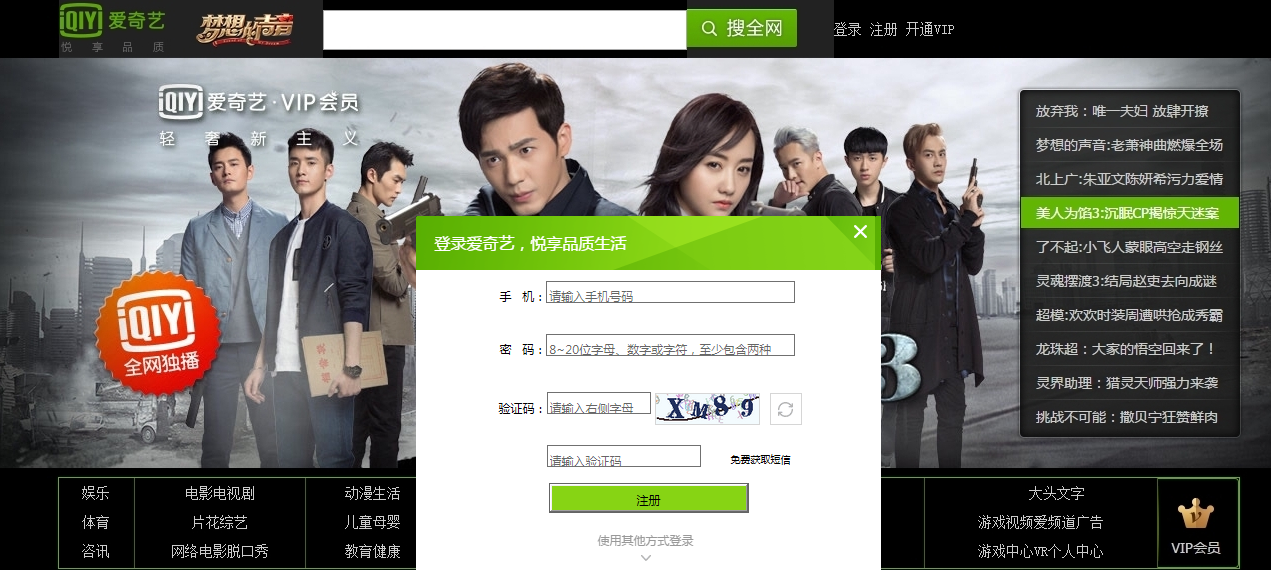 iQIYI 爱奇艺
悦 享 品 质
梦想的声音
搜全网
登录 注册 开通VIP
iQIYI 爱奇艺·VIP会员
轻 奢 新 主 义
放弃我：唯一夫妇 放肆开撩
梦想的声音:老萧神曲燃爆全场
北上广:朱亚文陈妍希污力爱情
美人为馅3:沉眠CP揭惊天迷案
了不起:小飞人蒙眼高空走钢丝
灵魂摆渡3:结局赵吏去向成谜
超模:欢欢时装周遭哄抢成秀霸
龙珠超：大家的悟空回来了！
灵界助理：猎灵天师强力来袭
挑战不可能：撒贝宁狂赞鲜肉
iQIYI
全网独播
3
登录爱奇艺，悦享品质生活
手 机：请输入手机号码
密 码：8~20位字母、数字或字符，至少包含两种
验证码：请输入右侧字母
XM89
请输入验证码
免费获取短信
注册
使用其他方式登录
娱乐 电影电视剧 动漫生活 大头文字
体育 片花综艺 儿童母婴 游戏视频爱频道广告
咨讯 网络电影脱口秀 教育健康 游戏中心VR个人中心
VIP会员